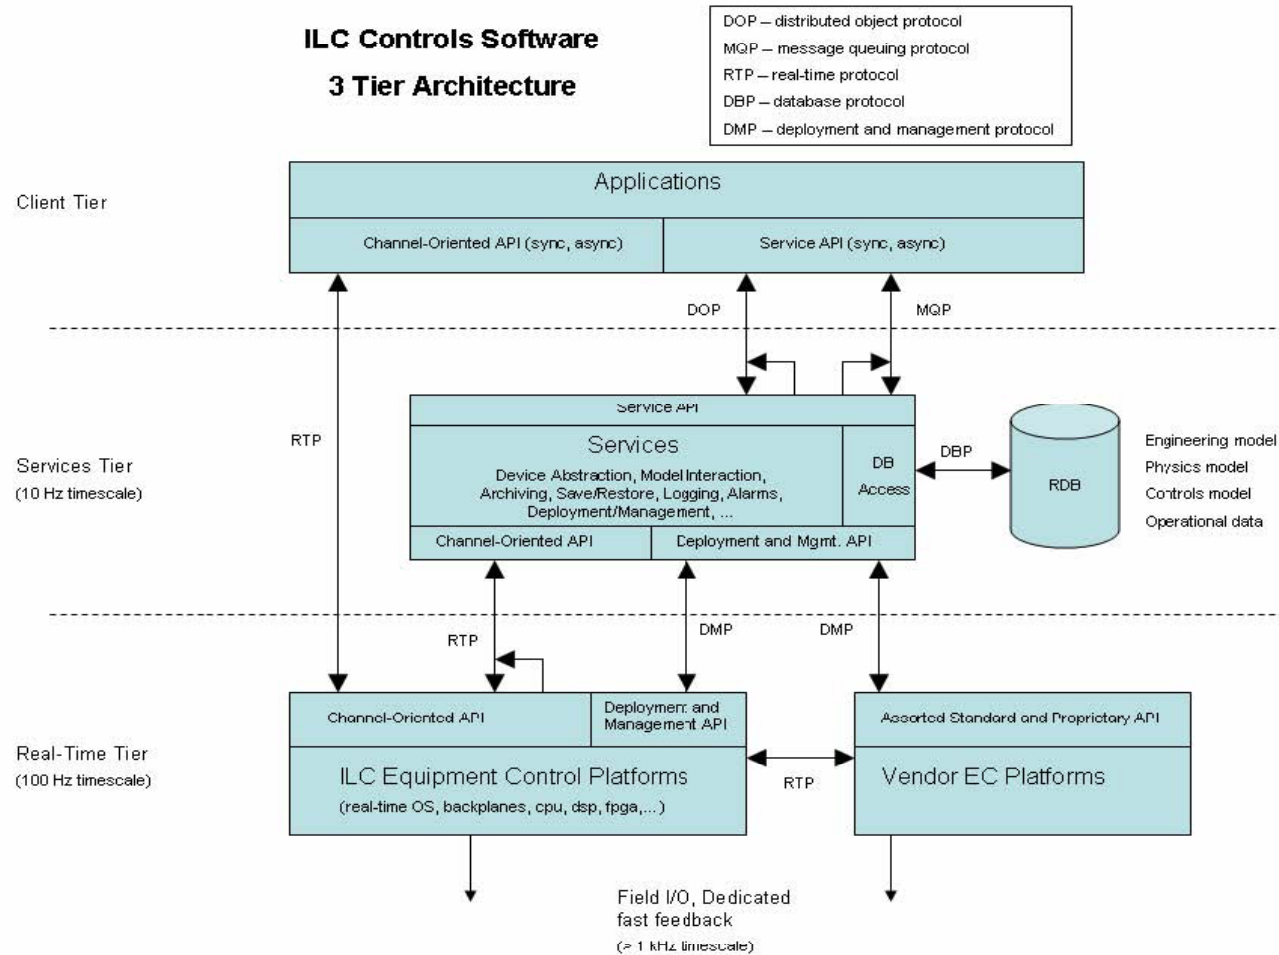 ILC Controls Software
3 Tier Architecture
DOP – distributed object protocol
MQP – message queuing protocol
RTP – real-time protocol
DBP – database protocol
DMP – deployment and management protocol
Client Tier
Applications
Channel-Oriented API (sync, async)
Service API (sync, async)
DOP
MQP
RTP
Services Tier
(10 Hz timescale)
Service API
Services
Device Abstraction, Model Interaction,
Archiving, Save/Restore, Logging, Alarms,
Deployment/Management, ...
DB
Access
Channel-Oriented API
Deployment and Mgmt. API
DBP
RDB
Engineering model
Physics model
Controls model
Operational data
RTP
DMP
DMP
Real-Time Tier
(100 Hz timescale)
Channel-Oriented API
Deployment and
Management API
ILC Equipment Control Platforms
(real-time OS, backplanes, cpu, dsp, fpga,...)
RTP
Assorted Standard and Proprietary API
Vendor EC Platforms
Field I/O, Dedicated
fast feedback
(> 1 kHz timescale)